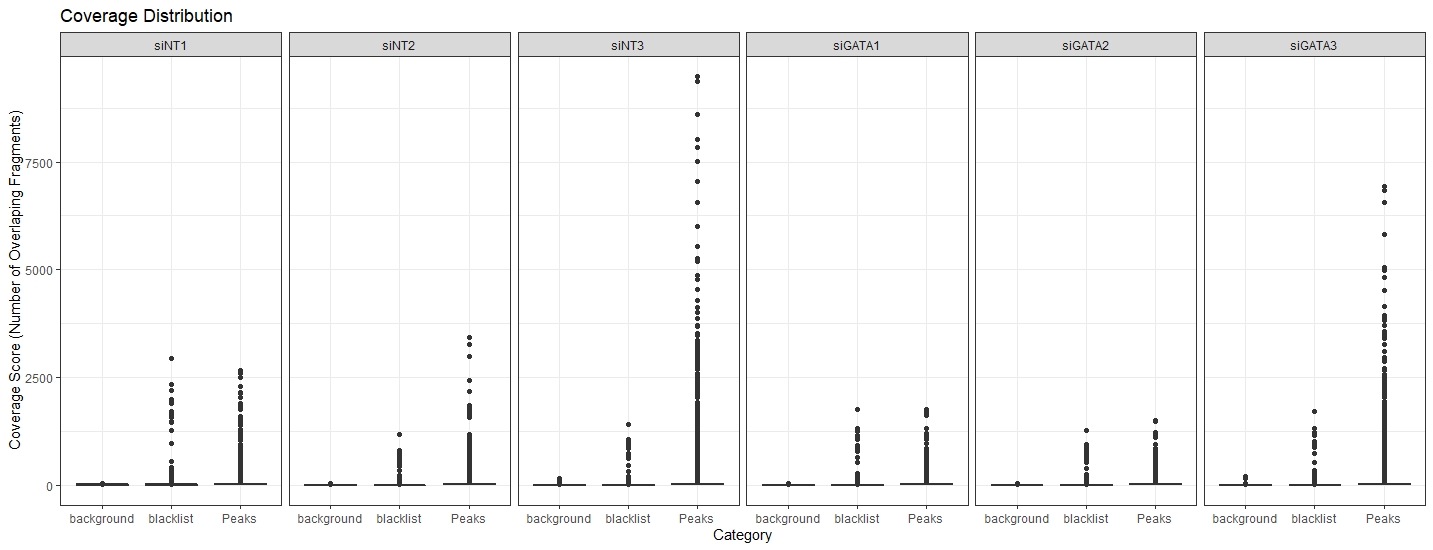 Coverage Distribution
siNT1 siNT2 siNT3 siGATA1 siGATA2 siGATA3
Coverage Score (Number of Overlaping Fragments)
7500
5000
2500
0
background blacklist Peaks background blacklist Peaks background blacklist Peaks background blacklist Peaks background blacklist Peaks background blacklist Peaks
Category